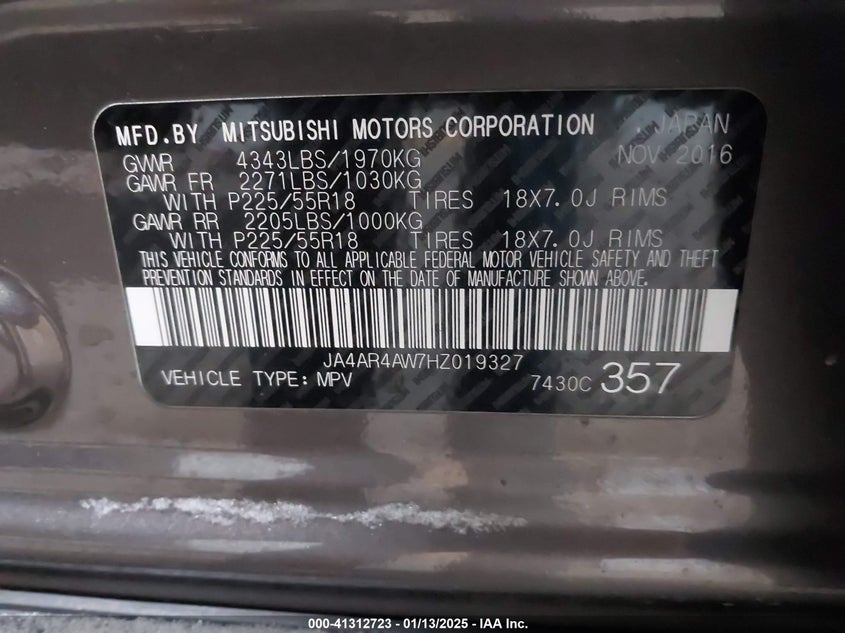 MFD.BY MITSUBISHI MOTORS CORPORATION JAPAN
GVWR 4343LBS/1970KG NOV 2016
GAWR FR 2271LBS/1030KG
WITH P225/55R18 TIRES 18X7.0J RIMS
GAWR RR 2205LBS/1000KG
WITH P225/55R18 TIRES 18X7.0J RIMS
THIS VEHICLE CONFORMS TO ALL APPLICABLE FEDERAL MOTOR VEHICLE SAFETY AND THEFT
PREVENTION STANDARDS IN EFFECT ON THE DATE OF MANUFACTURE SHOWN ABOVE.
JA4AR4AW7HZ019327
VEHICLE TYPE: MPV 7430C 357
000-41312723 - 01/13/2025 - IAA Inc.